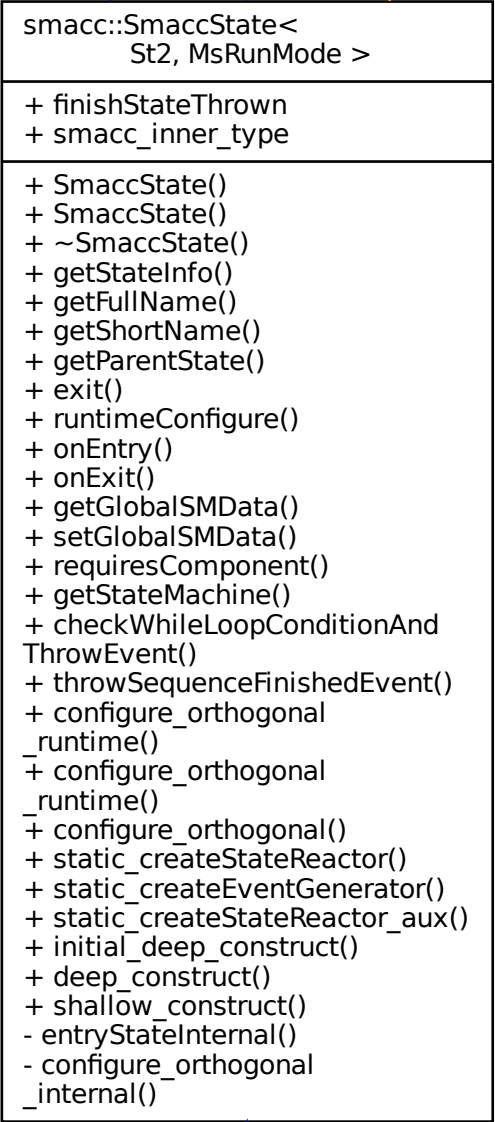 smacc::SmaccState<
St2, MsRunMode >
+ finishStateThrown
+ smacc_inner_type
+ SmaccState()
+ SmaccState()
+ ~SmaccState()
+ getStateInfo()
+ getFullName()
+ getShortName()
+ getParentState()
+ exit()
+ runtimeConfigure()
+ onEntry()
+ onExit()
+ getGlobalSMData()
+ setGlobalSMData()
+ requiresComponent()
+ getStateMachine()
+ checkWhileLoopConditionAnd
ThrowEvent()
+ throwSequenceFinishedEvent()
+ configure_orthogonal
_runtime()
+ configure_orthogonal
_runtime()
+ configure_orthogonal()
+ static_createStateReactor()
+ static_createEventGenerator()
+ static_createStateReactor_aux()
+ initial_deep_construct()
+ deep_construct()
+ shallow_construct()
- entryStateInternal()
- configure_orthogonal
_internal()